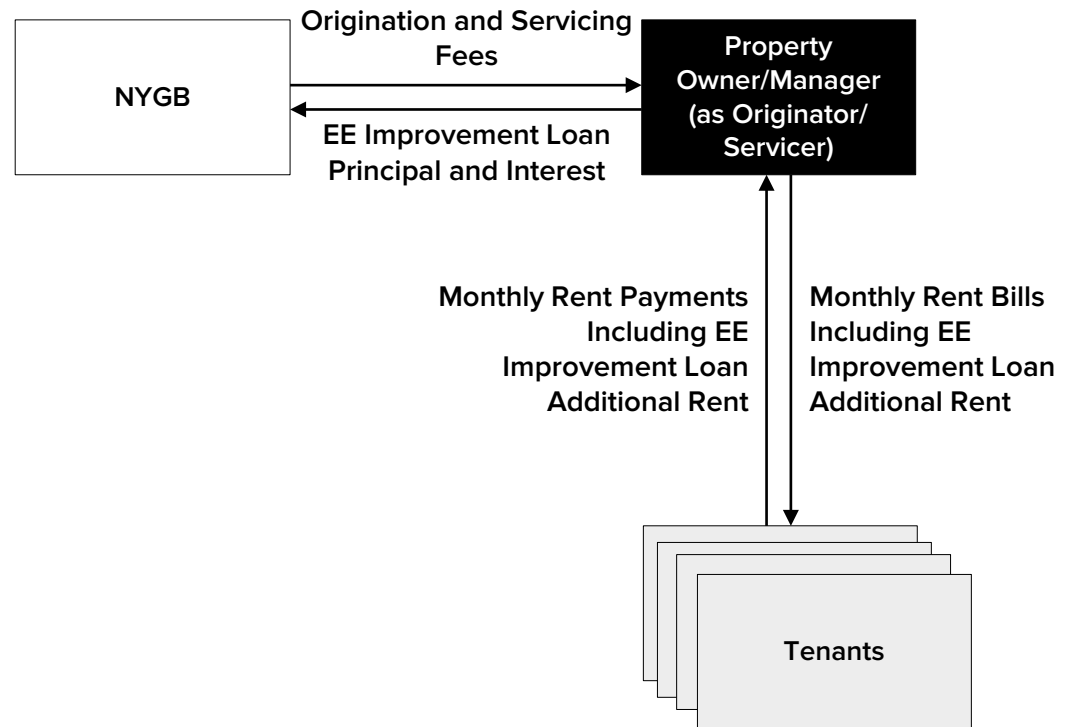 Origination and Servicing
Fees
NYGB
Property
Owner/Manager
(as Originator/
Servicer)
EE Improvement Loan
Principal and Interest
Monthly Rent Payments
Including EE
Improvement Loan
Additional Rent
Monthly Rent Bills
Including EE
Improvement Loan
Additional Rent
Tenants